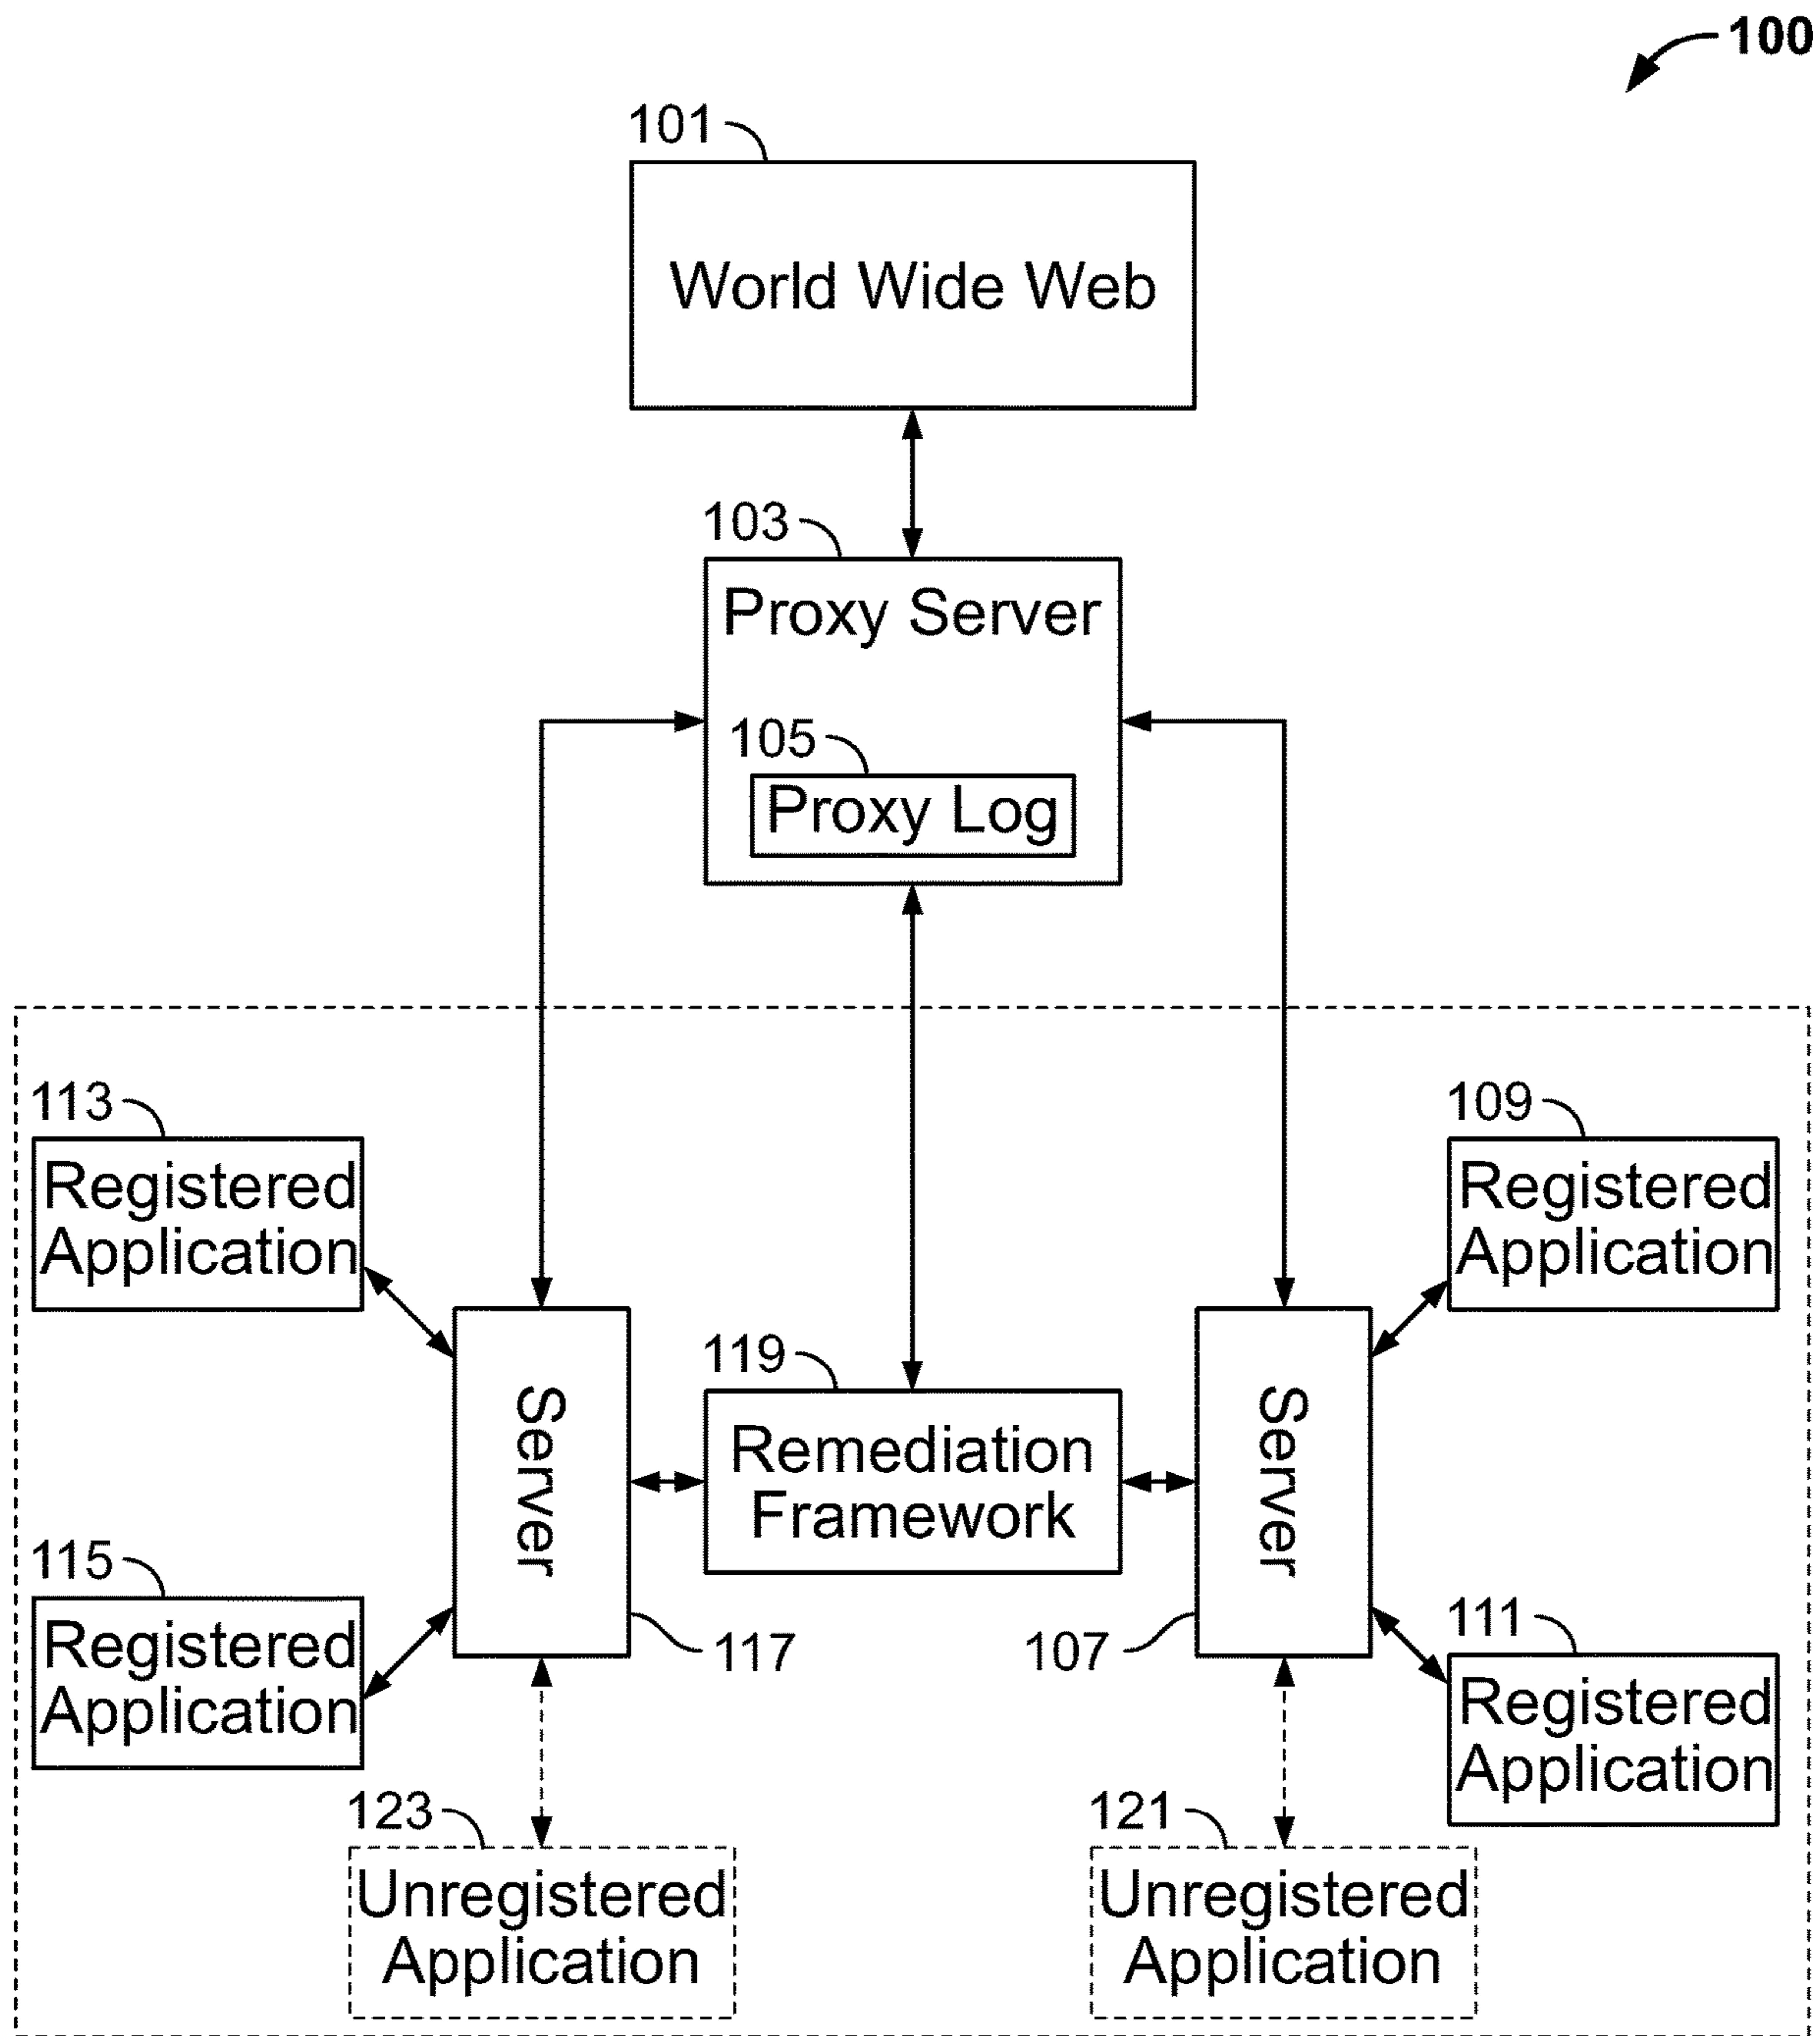 100
101
World Wide Web
103
Proxy Server
105
Proxy Log
113
Registered
Application
109
Registered
Application
Server
119
Remediation
Framework
Server
115
Registered
Application
117
107
111
Registered
Application
123
Unregistered
Application
121
Unregistered
Application